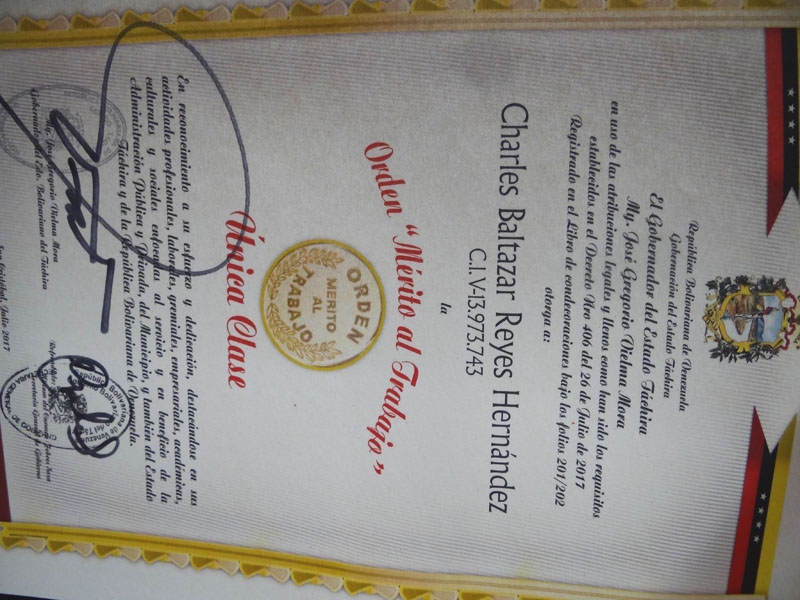 República Bolivariana de Venezuela
Gobernación del Estado Táchira
El Gobernador del Estado Táchira
My. José Gregorio Vielma Mora
en uso de las atribuciones legales y llenos como han sido los requisitos
establecidos en el Decreto Nro 406 del 26 de Julio de 2017
Registrado en el Libro de condecoraciones bajo los folios 201/202
otorga a:
Charles Baltazar Reyes Hernández
C.I. V-13.973.743
la
Orden "Mérito al Trabajo"
ORDEN
MERITO
AL
TRABAJO
Única Clase
En reconocimiento a su esfuerzo y dedicación, destacándose en sus
actividades profesionales, laborales, gremiales, empresariales, académicas,
culturales y sociales enfocadas al servicio y en beneficio de la
Administración Pública y Privada, del Municipio, y también del Estado
Táchira y de la República Bolivariana de Venezuela.
My. José Gregorio Vielma Mora
Gobernador del Edo. Bolivariano del Táchira
Secretaria General de Gobierno
San Cristóbal, Julio 2017